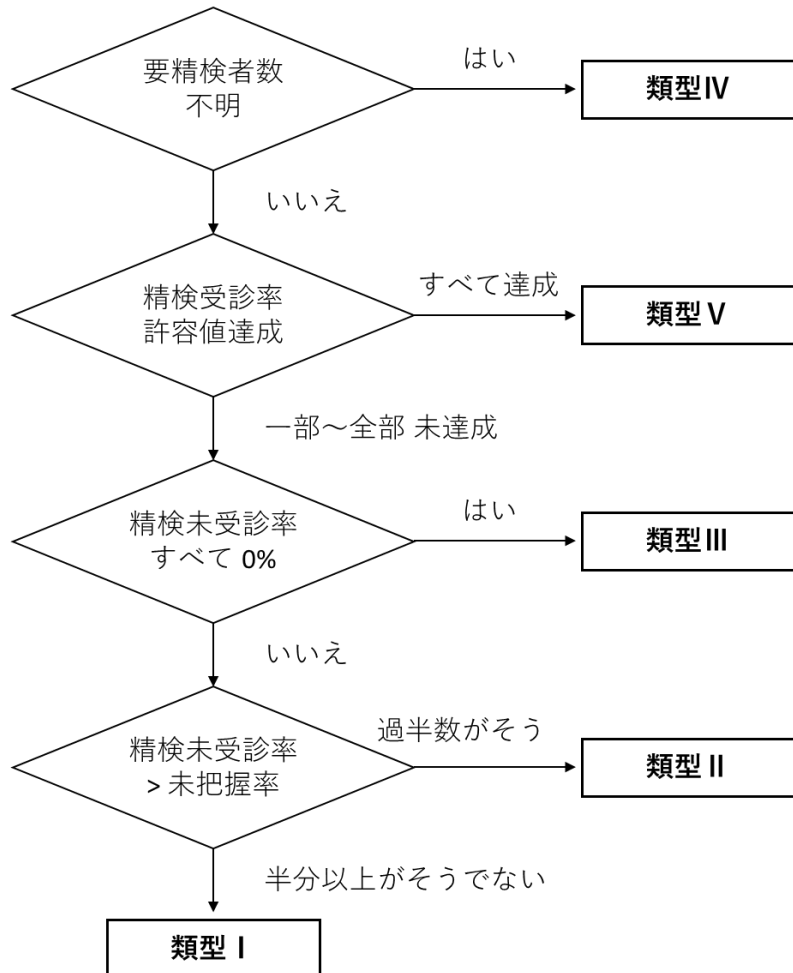 要精検者数
不明
はい
類型Ⅳ
いいえ
精検受診率
許容値達成
すべて達成
類型Ⅴ
一部～全部 未達成
精検未受診率
すべて 0%
はい
類型Ⅲ
いいえ
精検未受診率
> 未把握率
過半数がそう
類型Ⅱ
半分以上がそうでない
類型Ⅰ